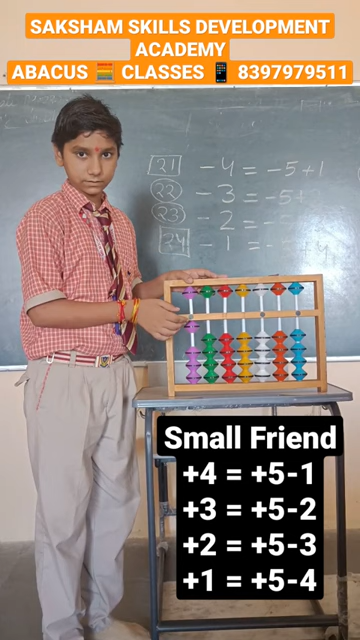 SAKSHAM SKILLS DEVELOPMENT
ACADEMY
ABACUS 🧮 CLASSES 📱 8397979511
21 -4 = -5+1
22 -3 = -5+
23 -2 =
24 -1 =
Small Friend
+4 = +5-1
+3 = +5-2
+2 = +5-3
+1 = +5-4